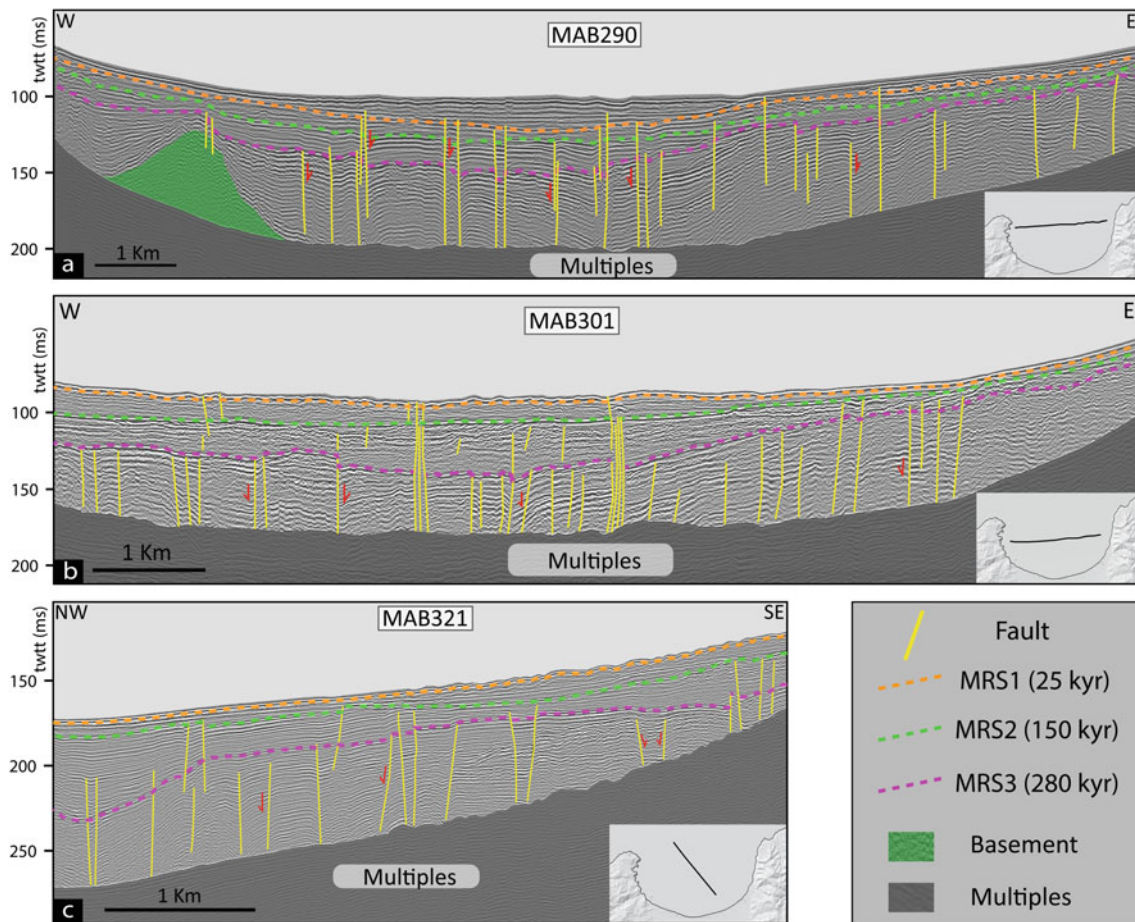 W
MAB290
E
twtt (ms)
100
150
200
1 Km
Multiples
a
W
MAB301
E
twtt (ms)
100
150
200
1 Km
Multiples
b
NW
MAB321
SE
twtt (ms)
150
200
250
1 Km
Multiples
c
Fault
MRS1 (25 kyr)
MRS2 (150 kyr)
MRS3 (280 kyr)
Basement
Multiples